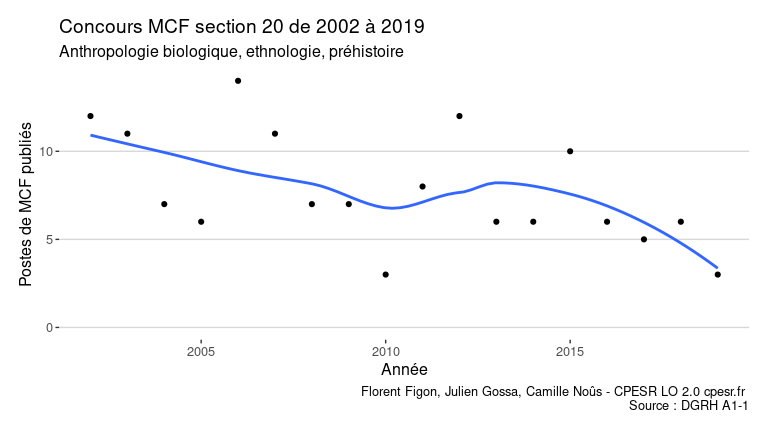 Concours MCF section 20 de 2002 à 2019
Anthropologie biologique, ethnologie, préhistoire
Postes de MCF publiés
10
5
0
2005
2010
2015
Année
Florent Figon, Julien Gossa, Camille Noûs - CPESR LO 2.0 cpesr.fr
Source : DGRH A1-1